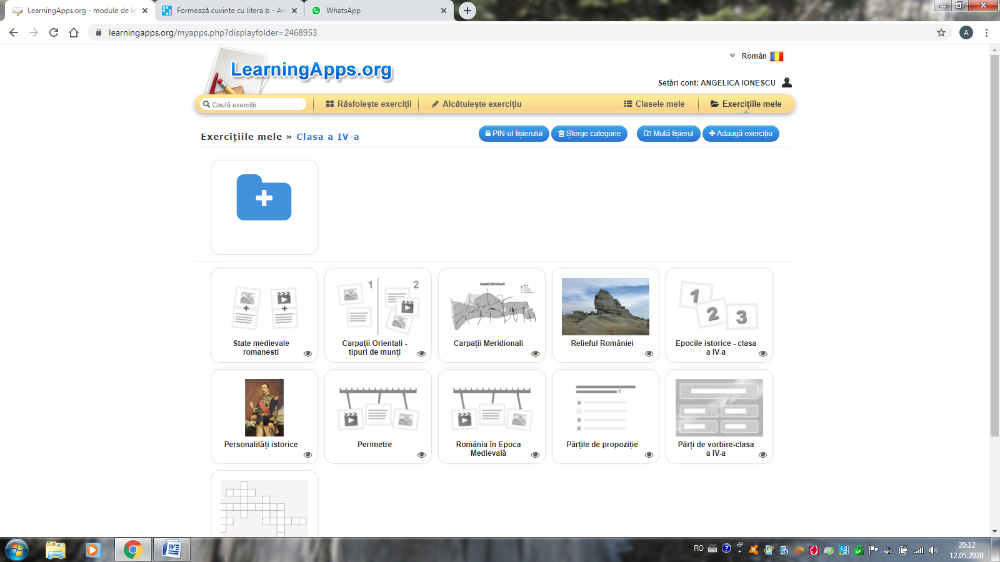 LearningApps.org - module de în
Formează cuvinte cu litera b - An
WhatsApp
learningapps.org/myapps.php?displayfolder=2468953
A
LearningApps.org
Român
Setări cont: ANGELICA IONESCU
Caută exerciții
Răsfoiește exerciții
Alcătuiește exercițiu
Clasele mele
Exercițiile mele
Exercițiile mele » Clasa a IV-a
PIN-ul fișierului
Șterge categorie
Mută fișierul
Adaugă exercițiu
State medievale
romanesti
1 2
Carpații Orientali -
tipuri de munți
Carpații Meridionali
Carpații Meridionali
Relieful României
1 2 3
Epocile istorice - clasa
a IV-a
Personalități istorice
Perimetre
România în Epoca
Medievală
?
Părțile de propoziție
Părți de vorbire-clasa
a IV-a
RO
20:12
12.05.2020